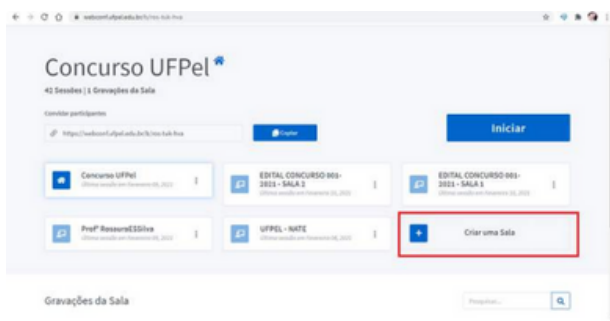 Concurso UFPel
42 Sessões | 1 Gravações da Sala
Convidar participantes
Copiar
Iniciar
Concurso UFPel
EDITAL CONCURSO 001-
2021 - SALA 2
EDITAL CONCURSO 001-
2021 - SALA 1
UFPEL - NATE
Criar uma Sala
Gravações da Sala
Pesquisar...